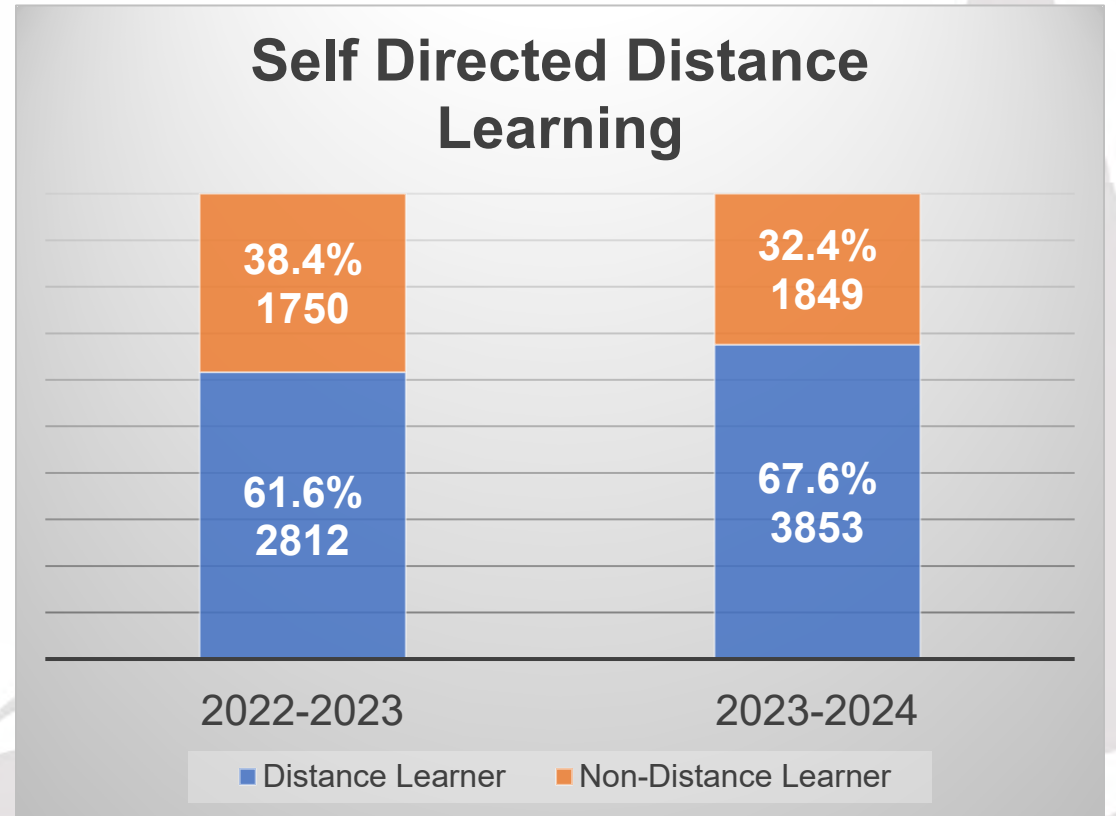 Self Directed Distance
Learning
38.4%
1750
32.4%
1849
61.6%
2812
67.6%
3853
2022-2023
2023-2024
Distance Learner
Non-Distance Learner